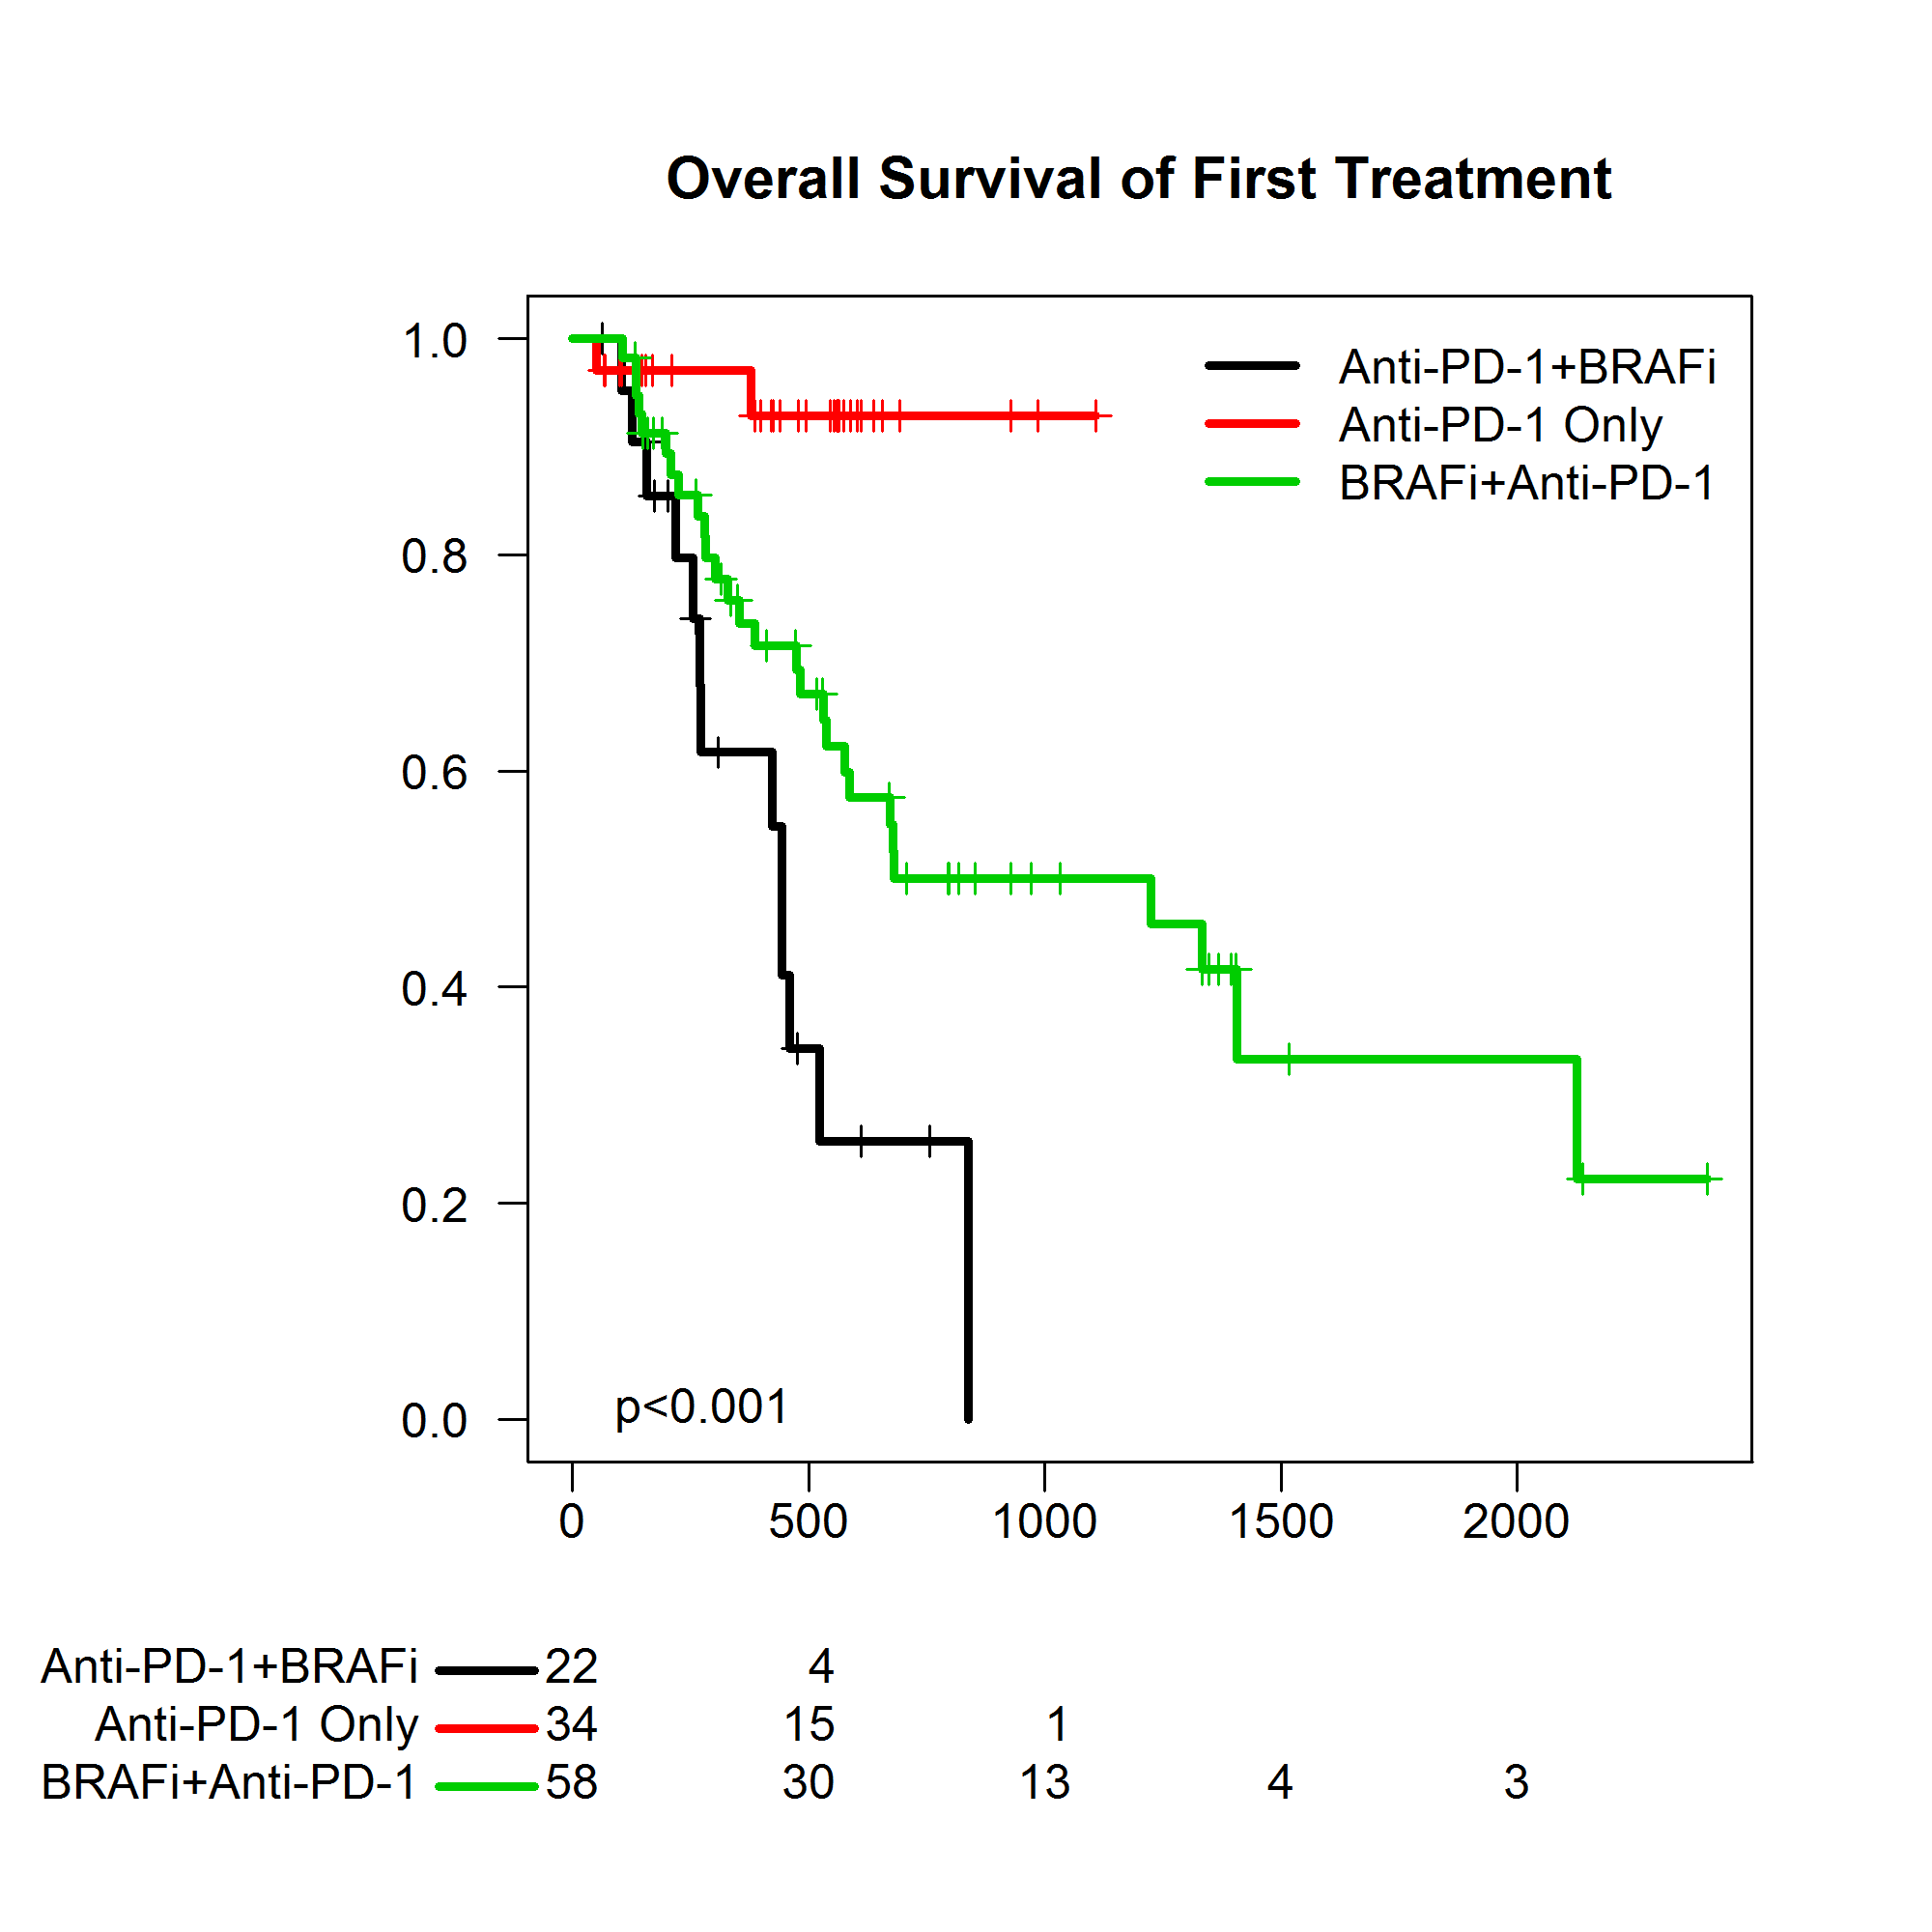 Overall Survival of First Treatment
1.0
0.8
0.6
0.4
0.2
0.0
Anti-PD-1+BRAFi
Anti-PD-1 Only
BRAFi+Anti-PD-1
p<0.001
0 500 1000 1500 2000
Anti-PD-1+BRAFi 22 4
Anti-PD-1 Only 34 15 1
BRAFi+Anti-PD-1 58 30 13 4 3